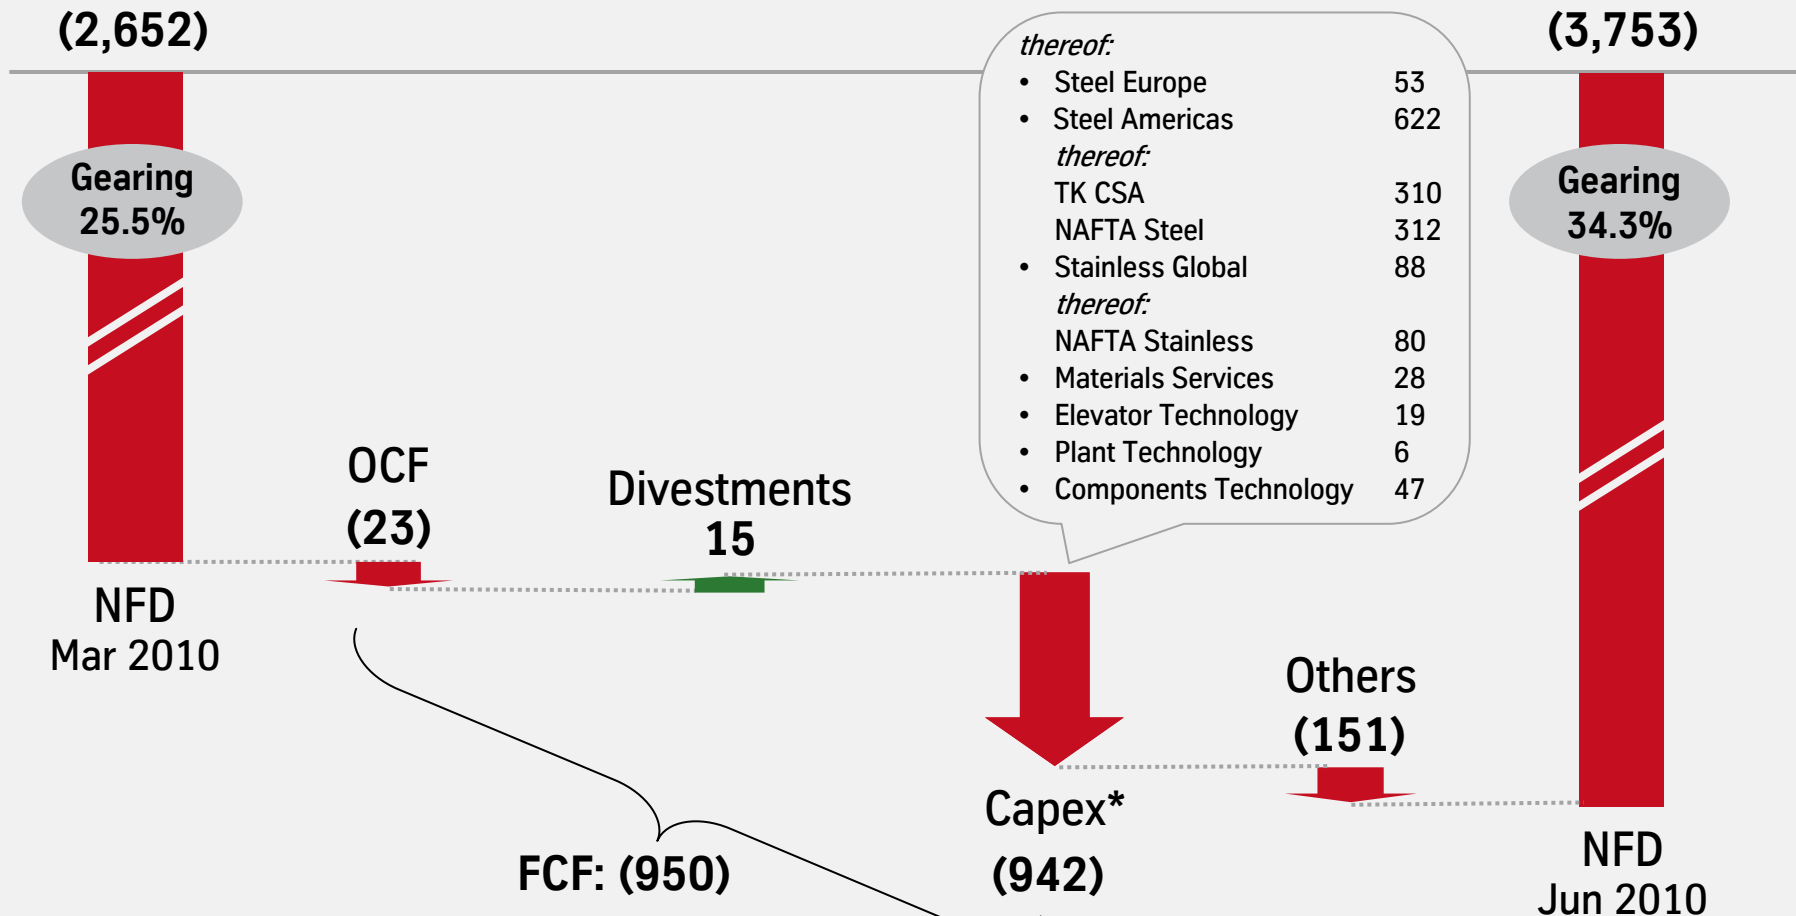 (2,652)
Gearing
25.5%
NFD
Mar 2010
OCF
(23)
Divestments
15
thereof:
• Steel Europe 53
• Steel Americas 622
thereof:
TK CSA 310
NAFTA Steel 312
• Stainless Global 88
thereof:
NAFTA Stainless 80
• Materials Services 28
• Elevator Technology 19
• Plant Technology 6
• Components Technology 47
Capex*
(942)
FCF: (950)
Others
(151)
(3,753)
Gearing
34.3%
NFD
Jun 2010